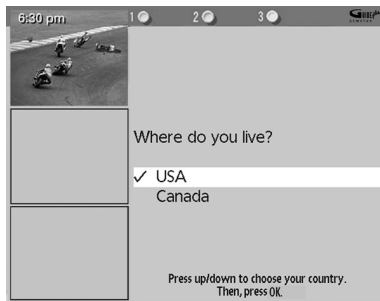 6:30 pm 1 2 3 GUIDE
Where do you live?
✓ USA
Canada
Press up/down to choose your country.
Then, press OK.